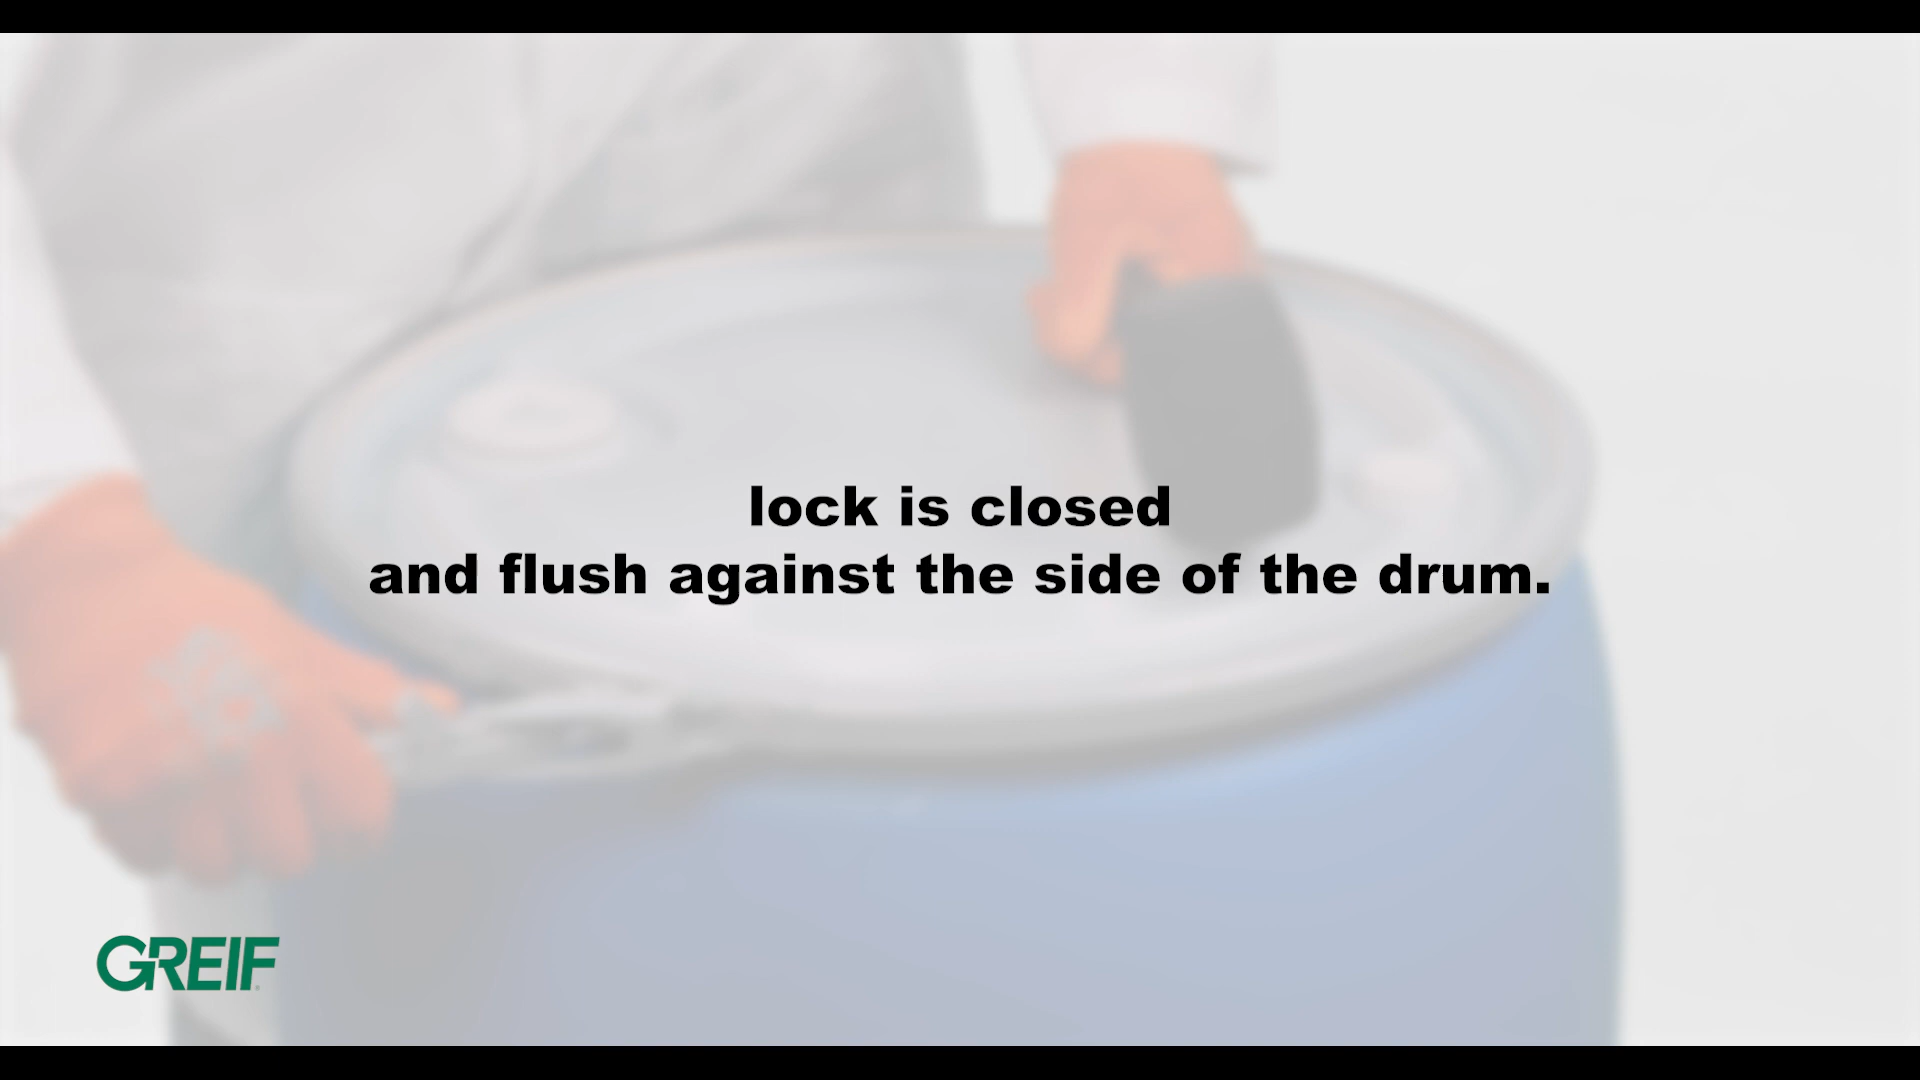 lock is closed
and flush against the side of the drum.
GREIF